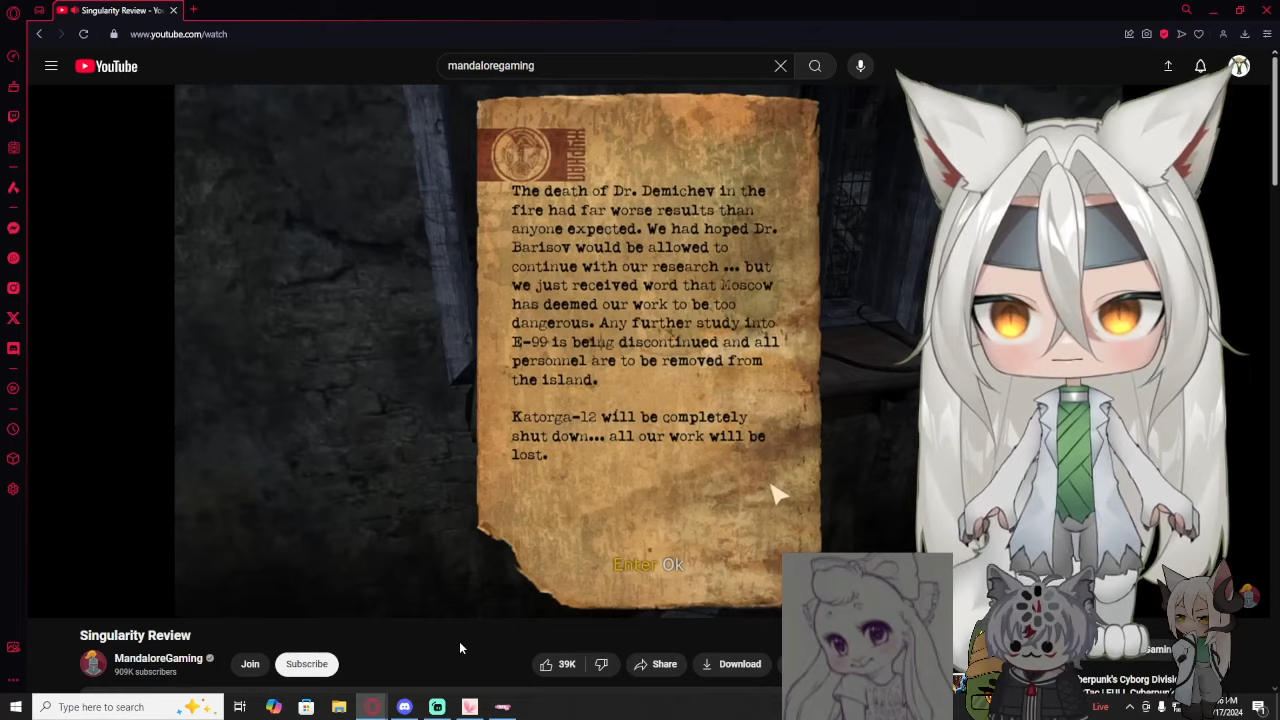 Singularity Review - Yo
www.youtube.com/watch
YouTube
mandaloregaming
The death of Dr. Demichev in the
fire had far worse results than
anyone expected. We had hoped Dr.
Barisov would be allowed to
continue with our research ... but
we just received word that Moscow
has deemed our work to be too
dangerous. Any further study into
E-99 is being discontinued and all
personnel are to be removed from
the island.
Katorga-12 will be completely
shut down... all our work will be
lost.
Enter Ok
Singularity Review
MandaloreGaming
909K subscribers
Join
Subscribe
39K
Share
Download
Live
Type here to search